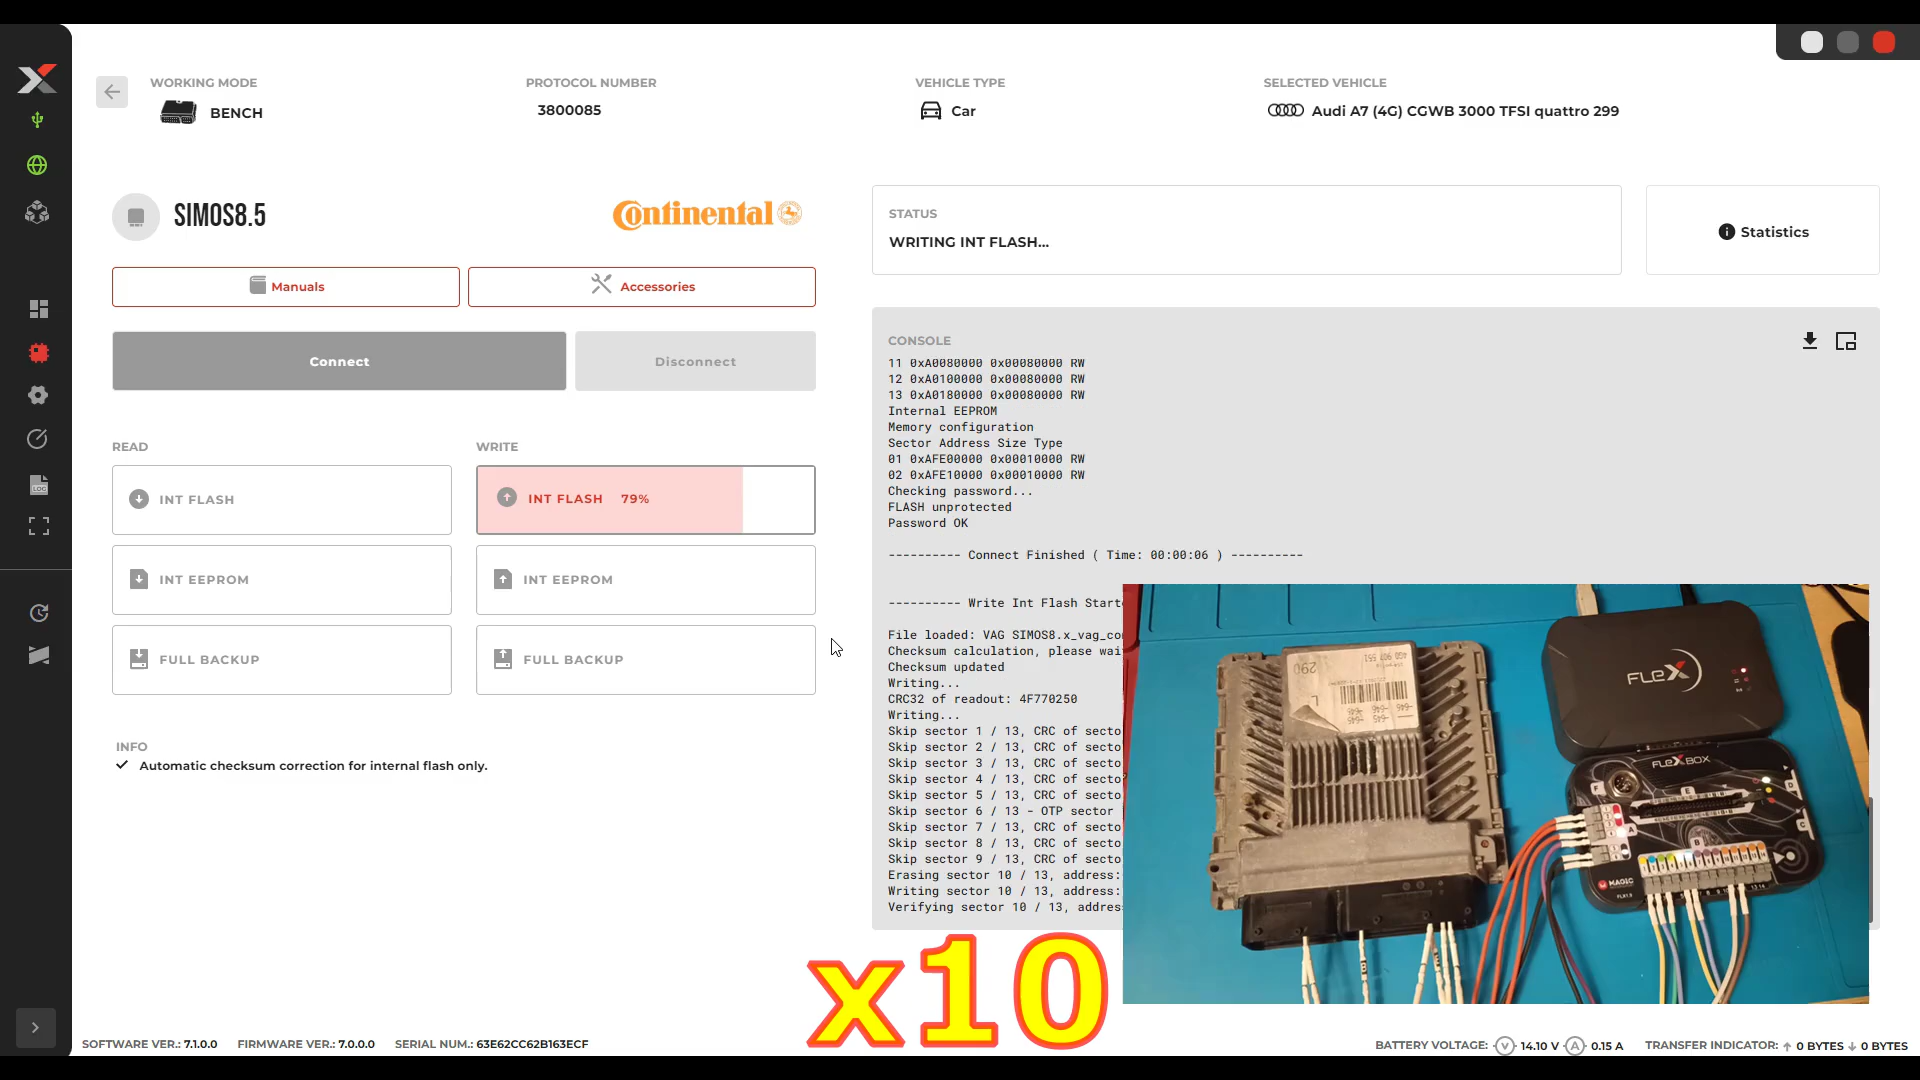 WORKING MODE
BENCH
PROTOCOL NUMBER
3800085
VEHICLE TYPE
Car
SELECTED VEHICLE
Audi A7 (4G) CGWB 3000 TFSI quattro 299
SIMOS8.5
Continental
Manuals
Accessories
Connect
Disconnect
READ
WRITE
INT FLASH
INT FLASH 79%
INT EEPROM
INT EEPROM
FULL BACKUP
FULL BACKUP
INFO
Automatic checksum correction for internal flash only.
STATUS
WRITING INT FLASH...
Statistics
CONSOLE
11 0xA0080000 0x00080000 RW
12 0xA0100000 0x00080000 RW
13 0xA0180000 0x00080000 RW
Internal EEPROM
Memory configuration
Sector Address Size Type
01 0xAFE00000 0x00010000 RW
02 0xAFE10000 0x00010000 RW
Checking password...
FLASH unprotected
Password OK
---------- Connect Finished ( Time: 00:00:06 ) ----------
---------- Write Int Flash Start
File loaded: VAG SIMOS8.x_vag_co
Checksum calculation, please wai
Checksum updated
Writing...
CRC32 of readout: 4F770250
Writing...
Skip sector 1 / 13, CRC of secto
Skip sector 2 / 13, CRC of secto
Skip sector 3 / 13, CRC of secto
Skip sector 4 / 13, CRC of secto
Skip sector 5 / 13, CRC of secto
Skip sector 6 / 13 - OTP sector
Skip sector 7 / 13, CRC of secto
Skip sector 8 / 13, CRC of secto
Skip sector 9 / 13, CRC of secto
Erasing sector 10 / 13, address:
Writing sector 10 / 13, address:
Verifying sector 10 / 13, addres
4G0 907 551
FLEX
FLEXBOX
F
E
D
C
A
B
MAGIC
x10
SOFTWARE VER.: 7.1.0.0
FIRMWARE VER.: 7.0.0.0
SERIAL NUM.: 63E62CC62B163ECF
BATTERY VOLTAGE: V 14.10 V A 0.15 A
TRANSFER INDICATOR: 0 BYTES 0 BYTES